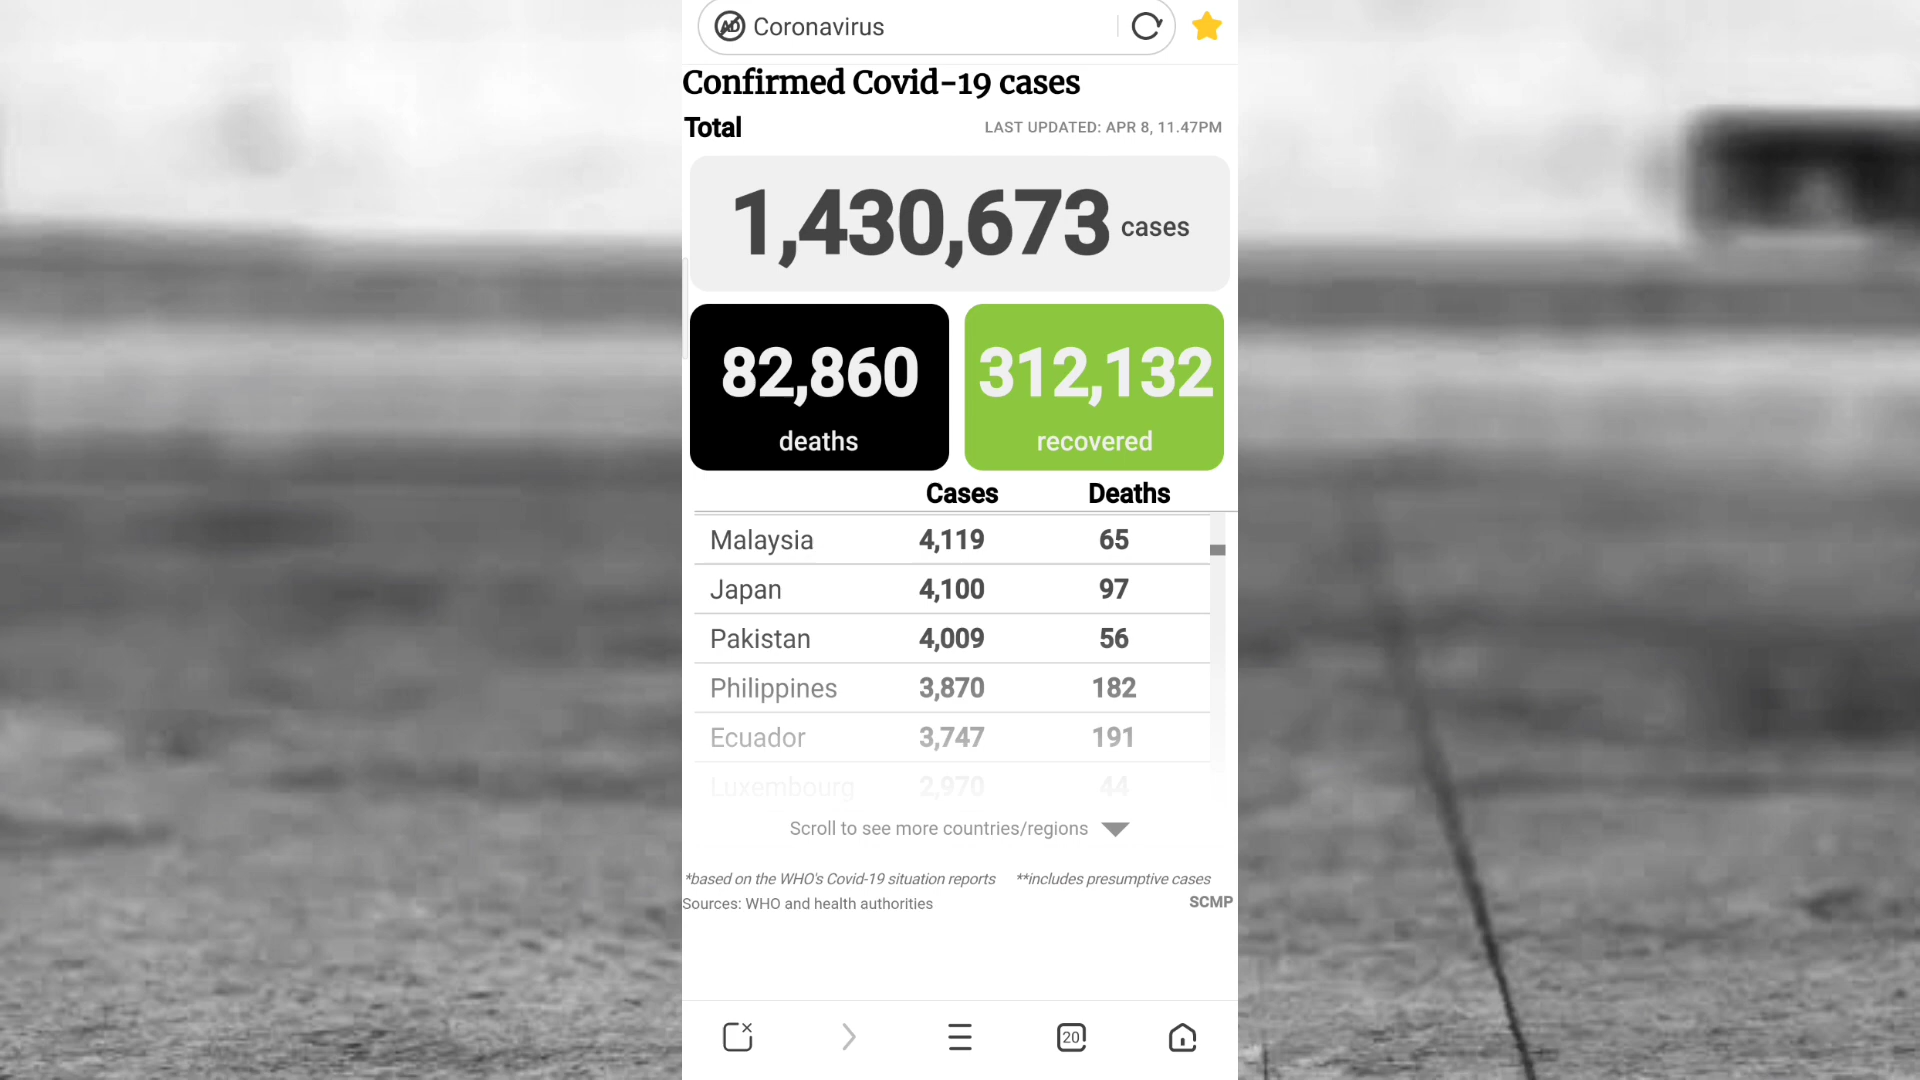 Coronavirus
Confirmed Covid-19 cases
Total LAST UPDATED: APR 8, 11.47PM
1,430,673 cases
82,860 312,132
deaths recovered
Cases Deaths
Malaysia 4,119 65
Japan 4,100 97
Pakistan 4,009 56
Philippines 3,870 182
Ecuador 3,747 191
Luxembourg 2,970 44
Scroll to see more countries/regions
*based on the WHO's Covid-19 situation reports **includes presumptive cases
Sources: WHO and health authorities SCMP
20